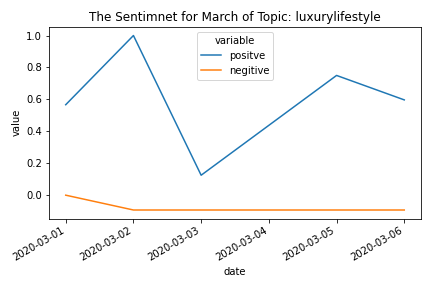 The Sentimnet for March of Topic: luxurylifestyle
variable
positve
negitive
value
1.0
0.8
0.6
0.4
0.2
0.0
2020-03-01
2020-03-02
2020-03-03
2020-03-04
2020-03-05
2020-03-06
date